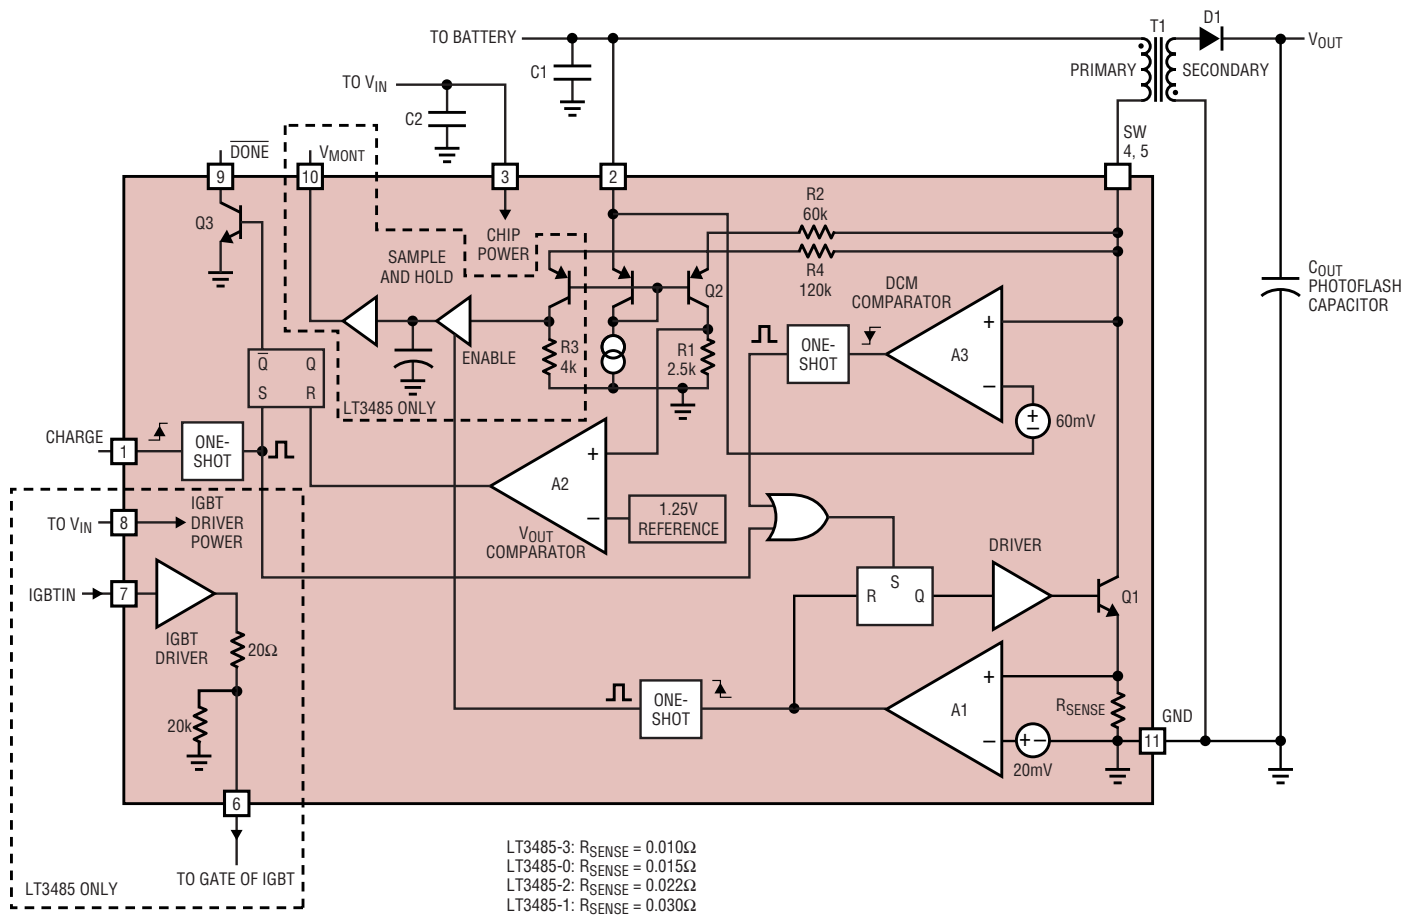 T1
D1
TO BATTERY
VOUT
C1
PRIMARY
SECONDARY
TO VIN
C2
SW
4, 5
DONE
VMONT
9
10
3
2
R2
60k
Q3
CHIP
POWER
SAMPLE
AND HOLD
R4
120k
Q2
DCM
COMPARATOR
COUT
PHOTOFLASH
CAPACITOR
+
A3
−
ONE-
SHOT
ENABLE
R3
4k
R1
2.5k
Q Q
S R
LT3485 ONLY
+
−
60mV
CHARGE
1
ONE-
SHOT
+
A2
−
1.25V
REFERENCE
VOUT
COMPARATOR
TO VIN
8
IGBT
DRIVER
POWER
DRIVER
IGBTIN
7
S
R Q
Q1
IGBT
DRIVER
20Ω
20k
ONE-
SHOT
+
A1
−
RSENSE
+ −
20mV
GND
11
6
TO GATE OF IGBT
LT3485 ONLY
LT3485-3: RSENSE = 0.010Ω
LT3485-0: RSENSE = 0.015Ω
LT3485-2: RSENSE = 0.022Ω
LT3485-1: RSENSE = 0.030Ω